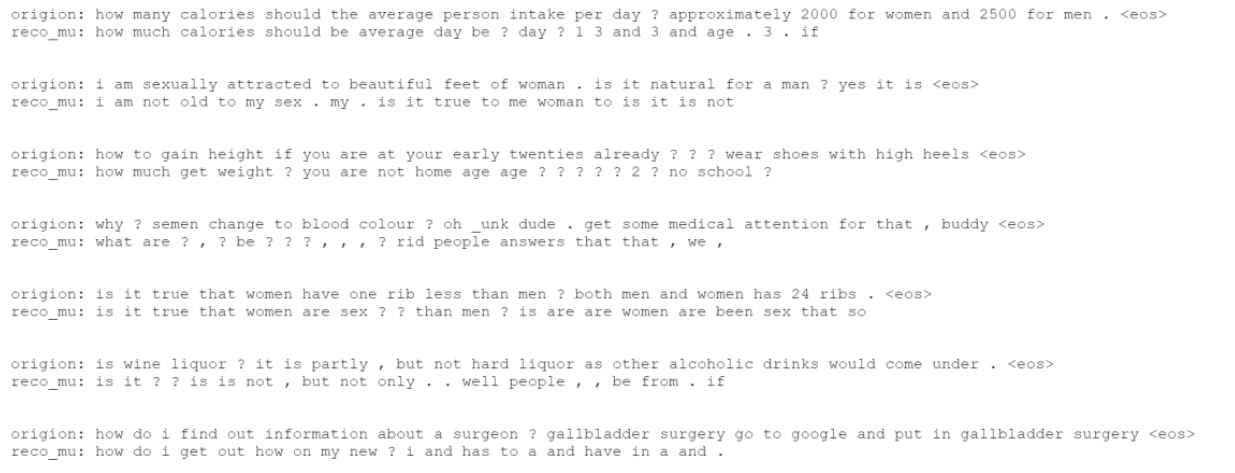 origion: how many calories should the average person intake per day ? approximately 2000 for women and 2500 for men . <eos>
reco_mu: how much calories should be average day be ? day ? 1 3 and 3 and age . 3 . if
origion: i am sexually attracted to beautiful feet of woman . is it natural for a man ? yes it is <eos>
reco_mu: i am not old to my sex . my . is it true to me woman to is it is not
origion: how to gain height if you are at your early twenties already ? ? ? wear shoes with high heels <eos>
reco_mu: how much get weight ? you are not home age age ? ? ? ? ? 2 ? no school ?
origion: why ? semen change to blood colour ? oh _unk dude . get some medical attention for that , buddy <eos>
reco_mu: what are ? , ? be ? ? ? , , , ? rid people answers that that , we ,
origion: is it true that women have one rib less than men ? both men and women has 24 ribs . <eos>
reco_mu: is it true that women are sex ? ? than men ? is are are women are been sex that so
origion: is wine liquor ? it is partly , but not hard liquor as other alcoholic drinks would come under . <eos>
reco_mu: is it ? ? is is not , but not only . . well people , , be from . if
origion: how do i find out information about a surgeon ? gallbladder surgery go to google and put in gallbladder surgery <eos>
reco_mu: how do i get out how on my new ? i and has to a and have in a and .